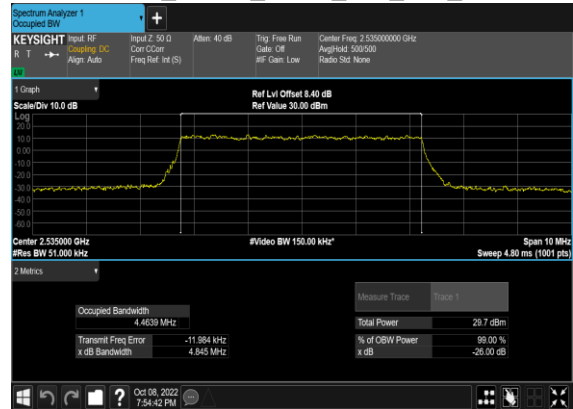 Spectrum Analyzer 1
Occupied BW
+
KEYSIGHT Input: RF Input Z: 50 Ω Atten: 40 dB Trig: Free Run Center Freq: 2.535000000 GHz
R T Coupling: DC Corr CCorr Gate: Off Avg|Hold: 500/500
Align: Auto Freq Ref: Int (S) #IF Gain: Low Radio Std: None
1 Graph
Ref Lvl Offset 8.40 dB
Scale/Div 10.0 dB Ref Value 30.00 dBm
Log
20.0
10.0
0.00
-10.0
-20.0
-30.0
-40.0
-50.0
-60.0
Center 2.535000 GHz #Video BW 150.00 kHz* Span 10 MHz
#Res BW 51.000 kHz Sweep 4.80 ms (1001 pts)
2 Metrics
Measure Trace Trace 1
Occupied Bandwidth
4.4639 MHz Total Power 29.7 dBm
Transmit Freq Error -11.984 kHz % of OBW Power 99.00 %
x dB Bandwidth 4.845 MHz x dB -26.00 dB
? Oct 08, 2022
7:54:42 PM